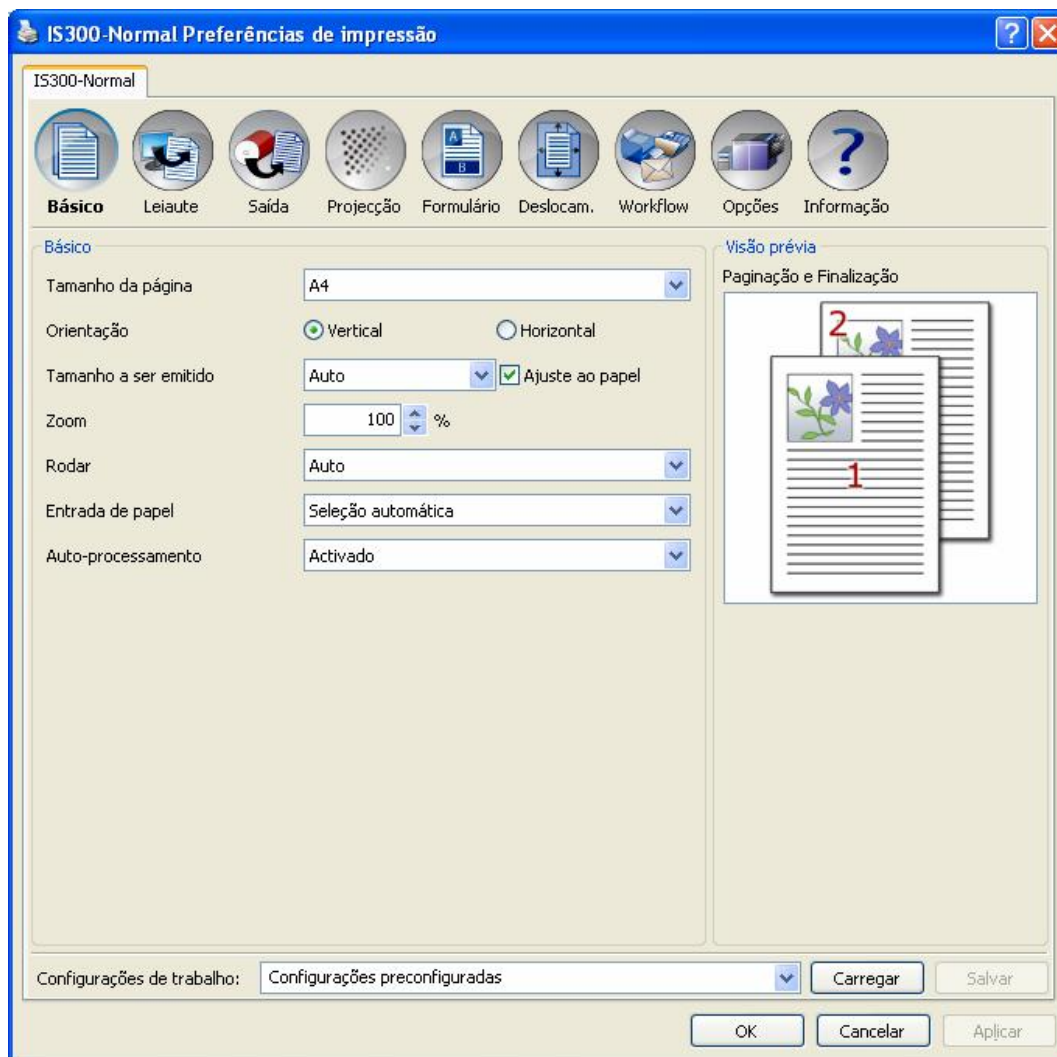 IS300-Normal Preferências de impressão
IS300-Normal
A
B
?
Básico Leiaute Saída Projecção Formulário Deslocam. Workflow Opções Informação
Básico
Tamanho da página A4
Orientação Vertical Horizontal
Tamanho a ser emitido Auto Ajuste ao papel
Zoom 100 %
Rodar Auto
Entrada de papel Seleção automática
Auto-processamento Activado
Visão prévia
Paginação e Finalização
2
1
Configurações de trabalho: Configurações preconfiguradas Carregar Salvar
OK Cancelar Aplicar